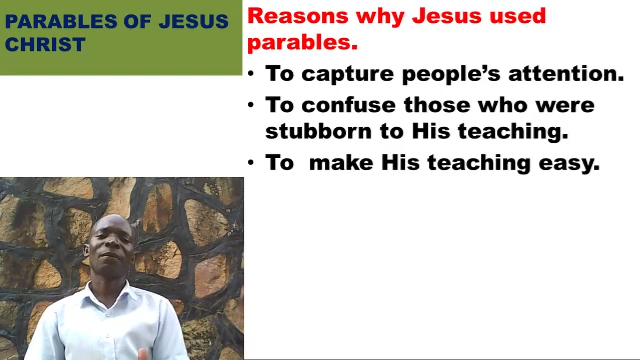 PARABLES OF JESUS
CHRIST
Reasons why Jesus used
parables.
• To capture people’s attention.
• To confuse those who were
stubborn to His teaching.
• To  make His teaching easy.